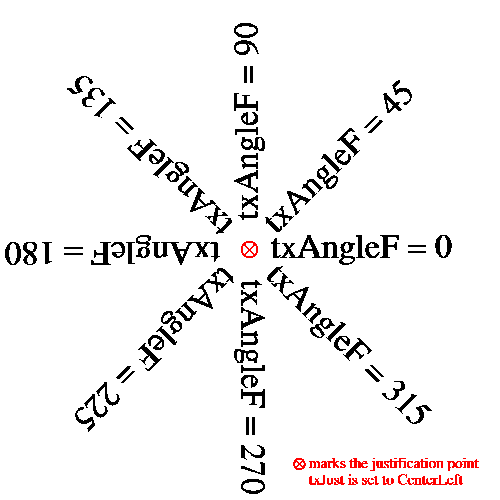 txAngleF = 90
txAngleF = 135
txAngleF = 45
txAngleF = 180
txAngleF = 0
txAngleF = 225
txAngleF = 315
txAngleF = 270
⊗ marks the justification point
txJust is set to CenterLeft